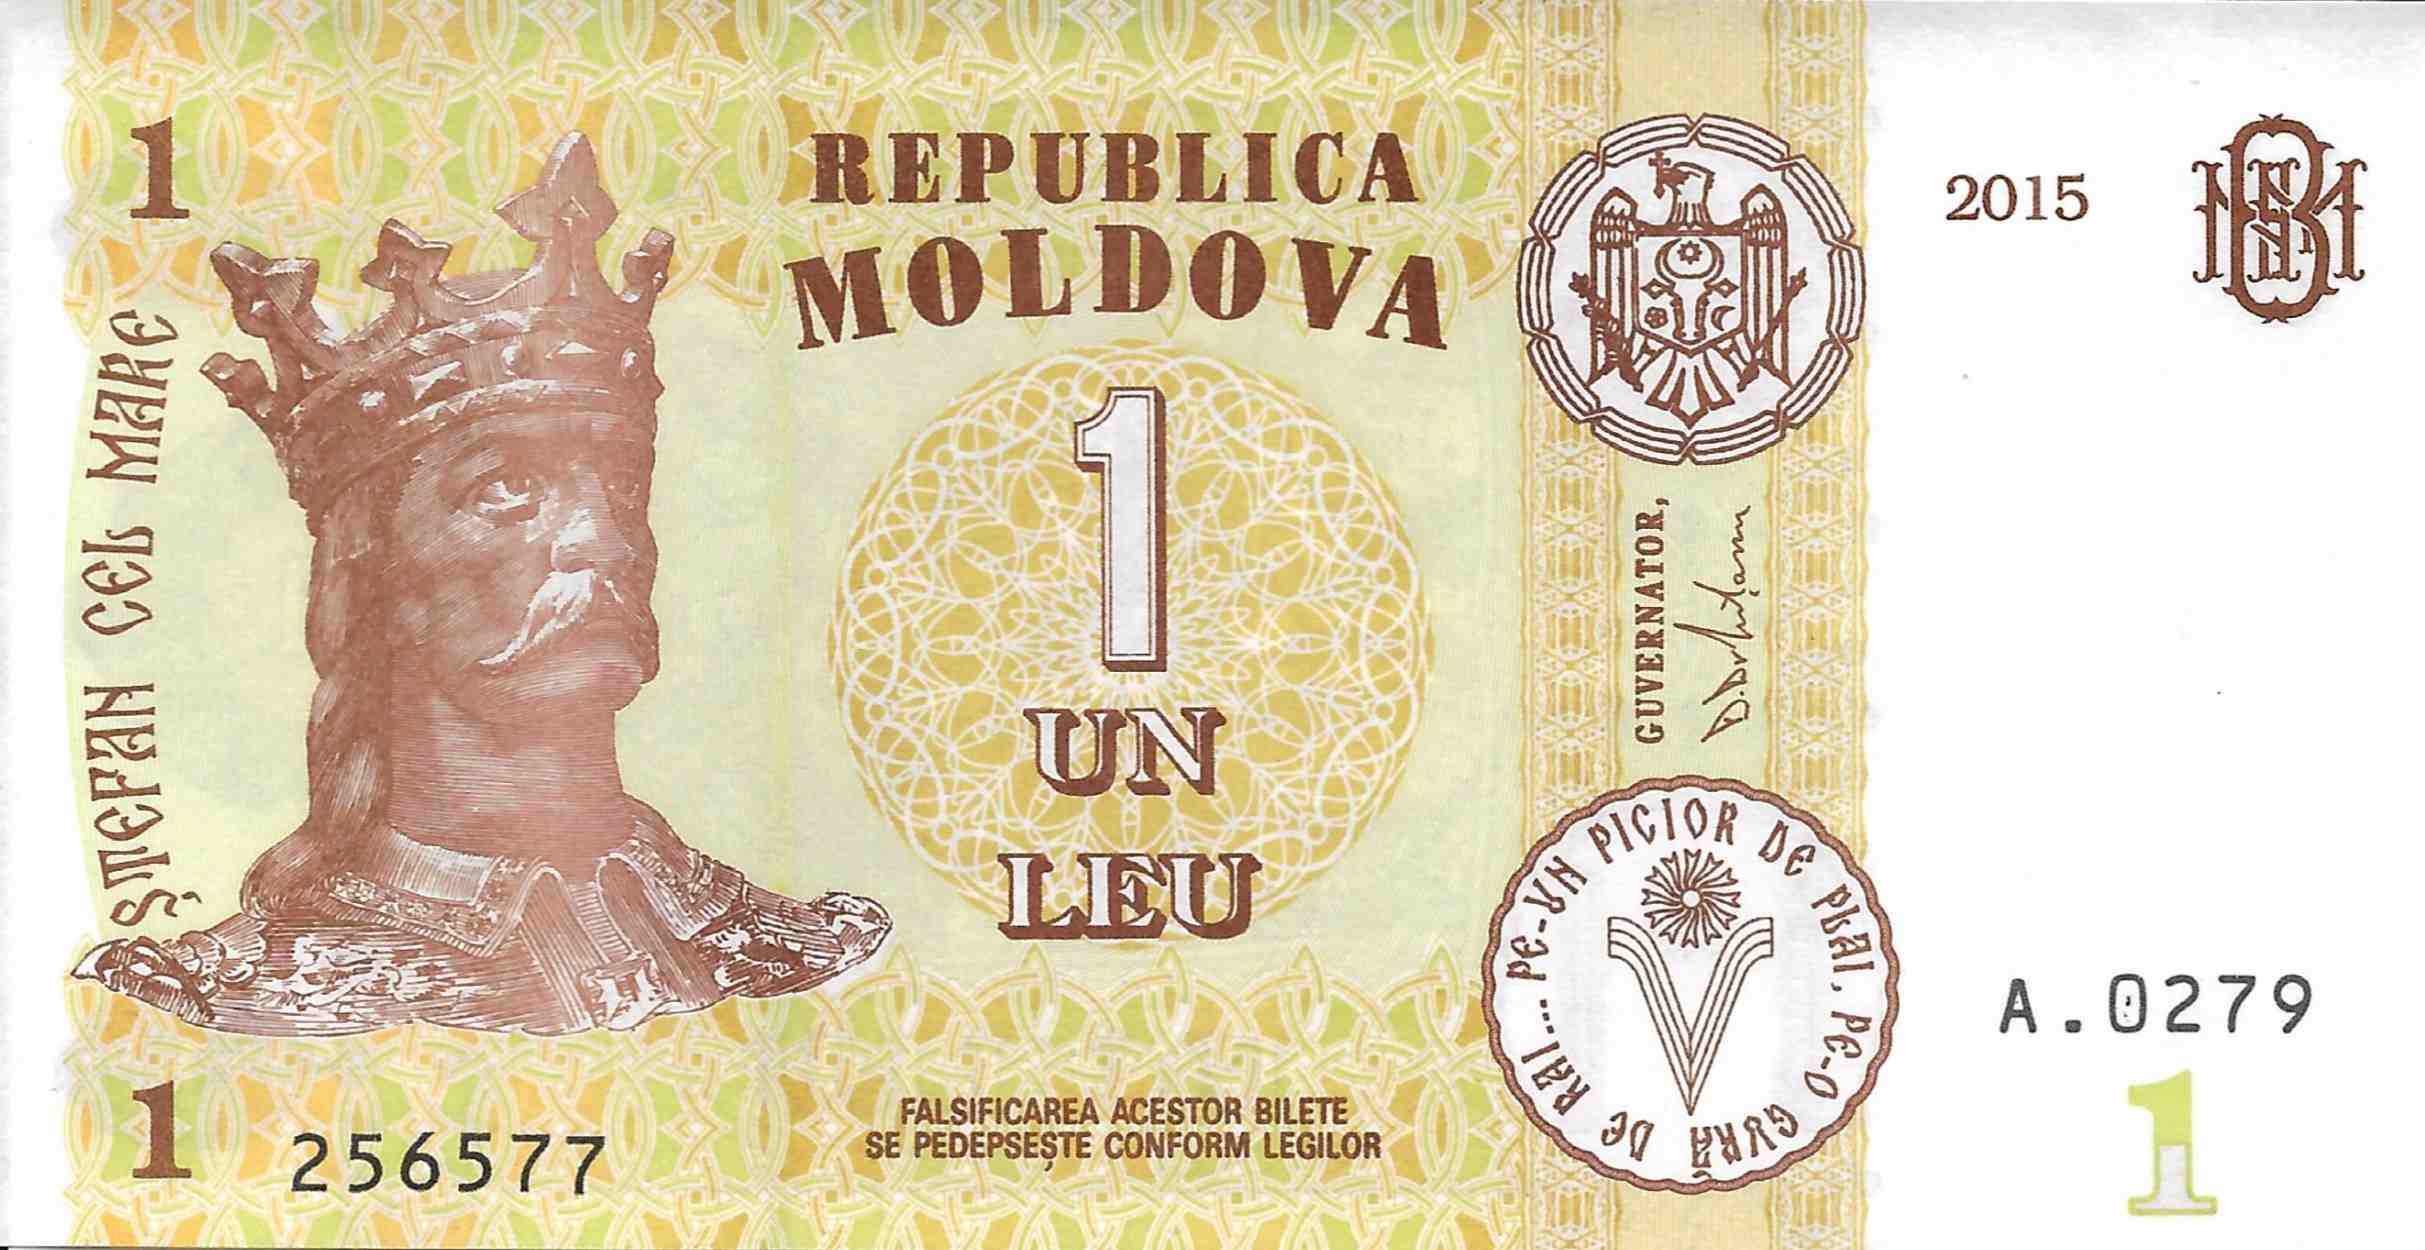 1
REPUBLICA
MOLDOVA
2015
BNM
ȘTEFAN CEL MARE
1
UN
LEU
GUVERNATOR,
PE-UN PICIOR DE PLAI, PE-O GURĂ DE RAI...
A.0279
1
FALSIFICAREA ACESTOR BILETE
SE PEDEPSEȘTE CONFORM LEGILOR
1
256577